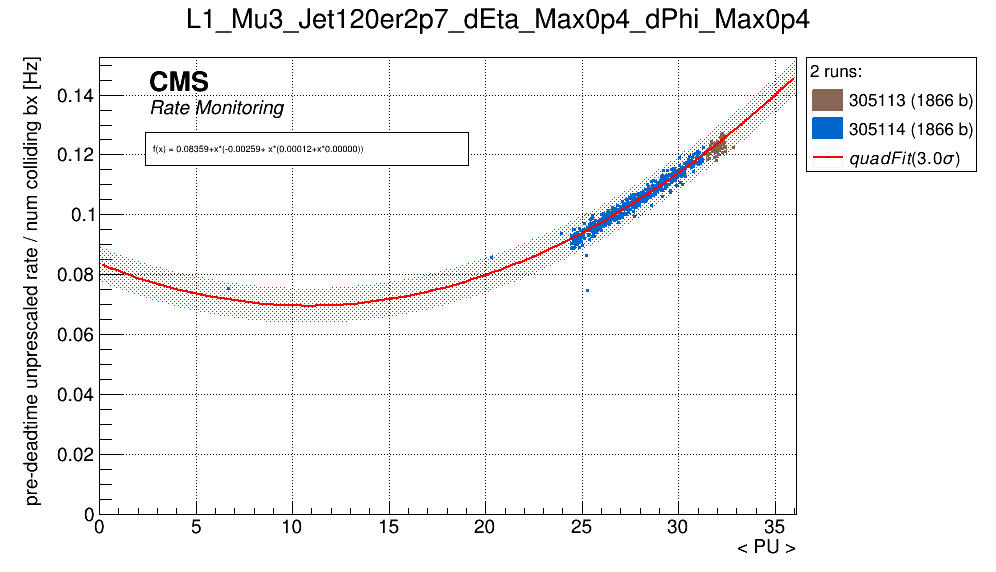 L1_Mu3_Jet120er2p7_dEta_Max0p4_dPhi_Max0p4
pre-deadtime unprescaled rate / num colliding bx [Hz]
CMS
Rate Monitoring
f(x) = 0.08359+x*(-0.00259+ x*(0.00012+x*0.00000))
2 runs:
305113 (1866 b)
305114 (1866 b)
quadFit(3.0σ)
0.14
0.12
0.1
0.08
0.06
0.04
0.02
0
0 5 10 15 20 25 30 35
< PU >